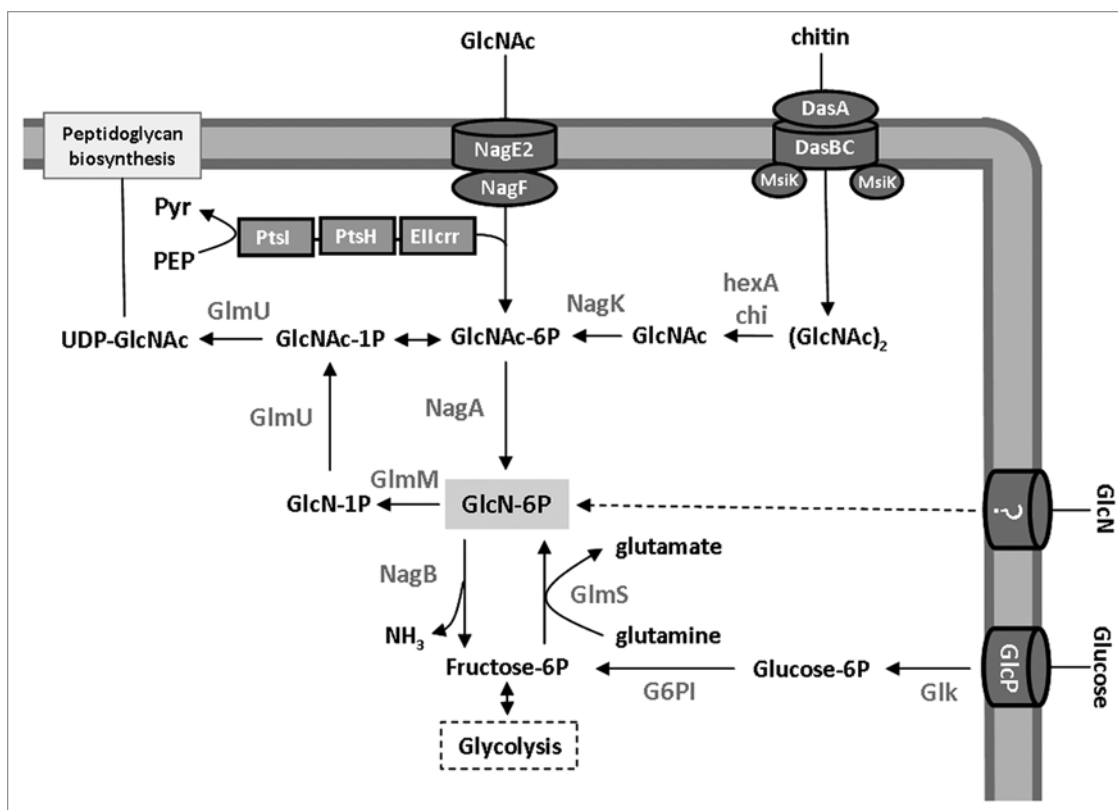 GlcNAc
chitin
DasA
Peptidoglycan
biosynthesis
NagE2
DasBC
NagF
MsiK
MsiK
Pyr
PtsI
PtsH
EIIcrr
PEP
hexA
chi
GlmU
NagK
UDP-GlcNAc
GlcNAc-1P
GlcNAc-6P
GlcNAc
(GlcNAc)₂
GlmU
NagA
GlmM
GlcN-1P
GlcN-6P
?
GlcN
glutamate
NagB
GlmS
NH₃
glutamine
Fructose-6P
Glucose-6P
GlcP
Glucose
G6PI
Glk
Glycolysis